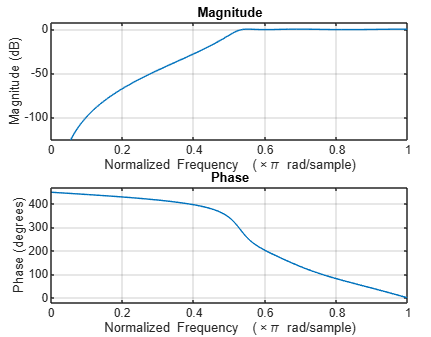 Magnitude
Magnitude (dB)
0
-50
-100
0 0.2 0.4 0.6 0.8 1
Normalized Frequency (×π rad/sample)
Phase
Phase (degrees)
400
300
200
100
0
0 0.2 0.4 0.6 0.8 1
Normalized Frequency (×π rad/sample)